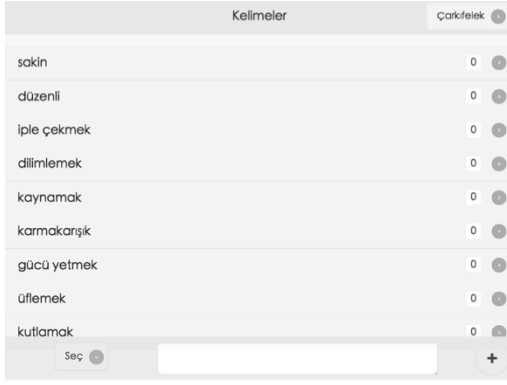 Kelimeler Çarkıfelek
sakin 0
düzenli 0
iple çekmek 0
dilimlemek 0
kaynamak 0
karmakarışık 0
gücü yetmek 0
üflemek 0
kutlamak 0
Seç +